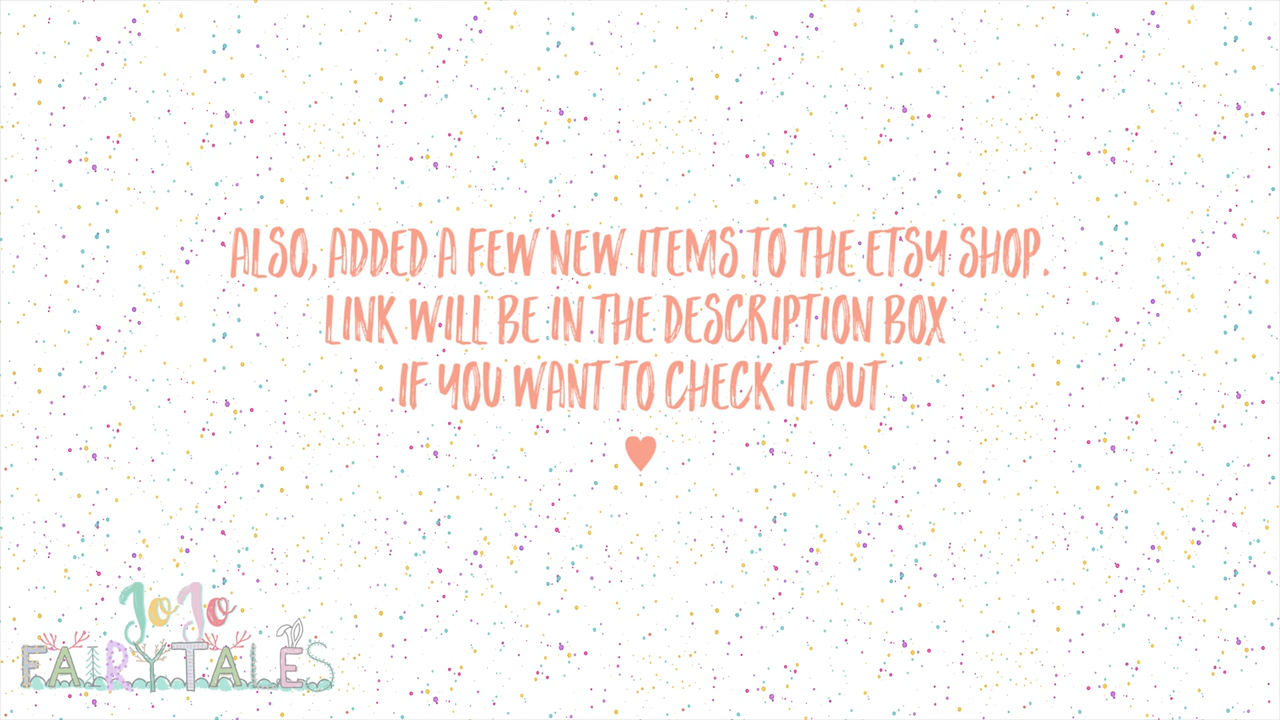 ALSO, ADDED A FEW NEW ITEMS TO THE ETSY SHOP.
LINK WILL BE IN THE DESCRIPTION BOX
IF YOU WANT TO CHECK IT OUT
JoJo
FAIRYTALES